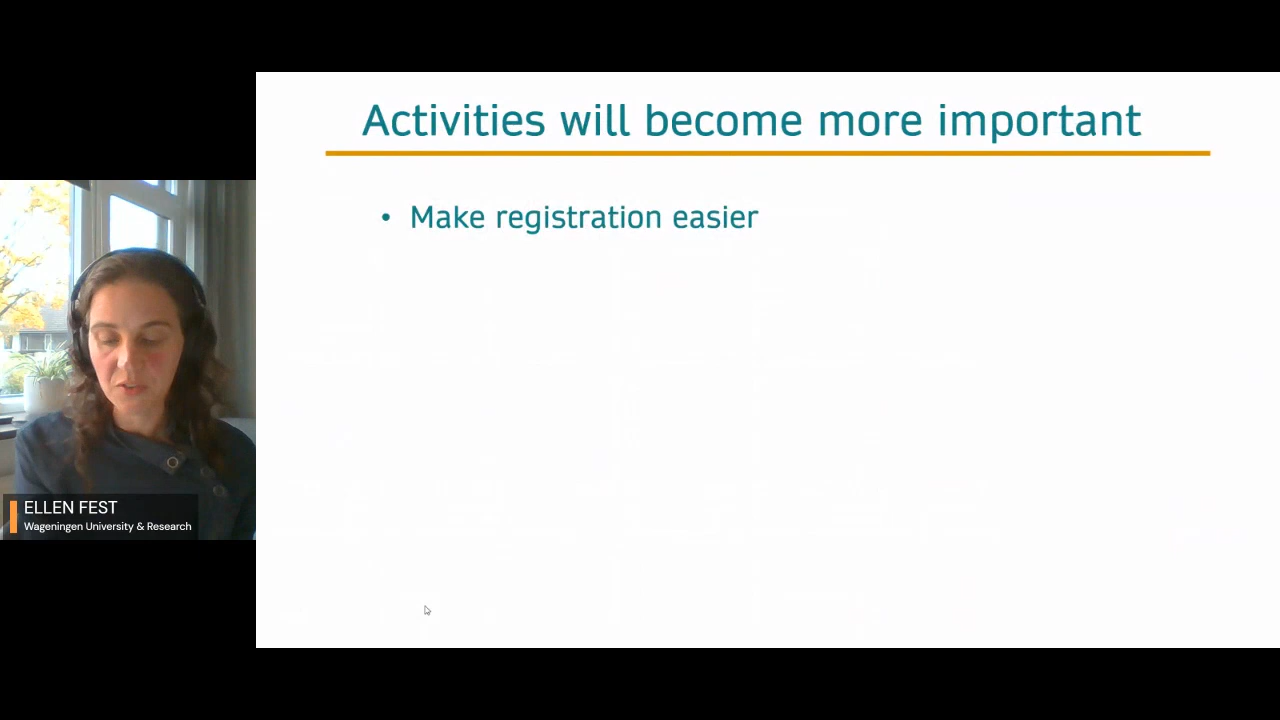 Activities will become more important
• Make registration easier
ELLEN FEST
Wageningen University & Research